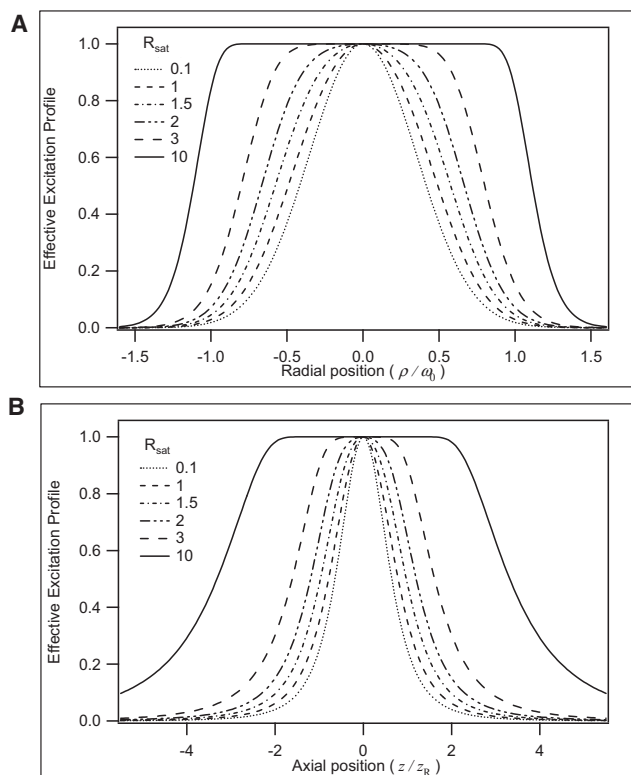 A
Effective Excitation Profile
1.0
0.8
0.6
0.4
0.2
0.0
R_sat
0.1
1
1.5
2
3
10
-1.5 -1.0 -0.5 0.0 0.5 1.0 1.5
Radial position ( ρ / ω₀ )
B
Effective Excitation Profile
1.0
0.8
0.6
0.4
0.2
0.0
R_sat
0.1
1
1.5
2
3
10
-4 -2 0 2 4
Axial position ( z / z_R )